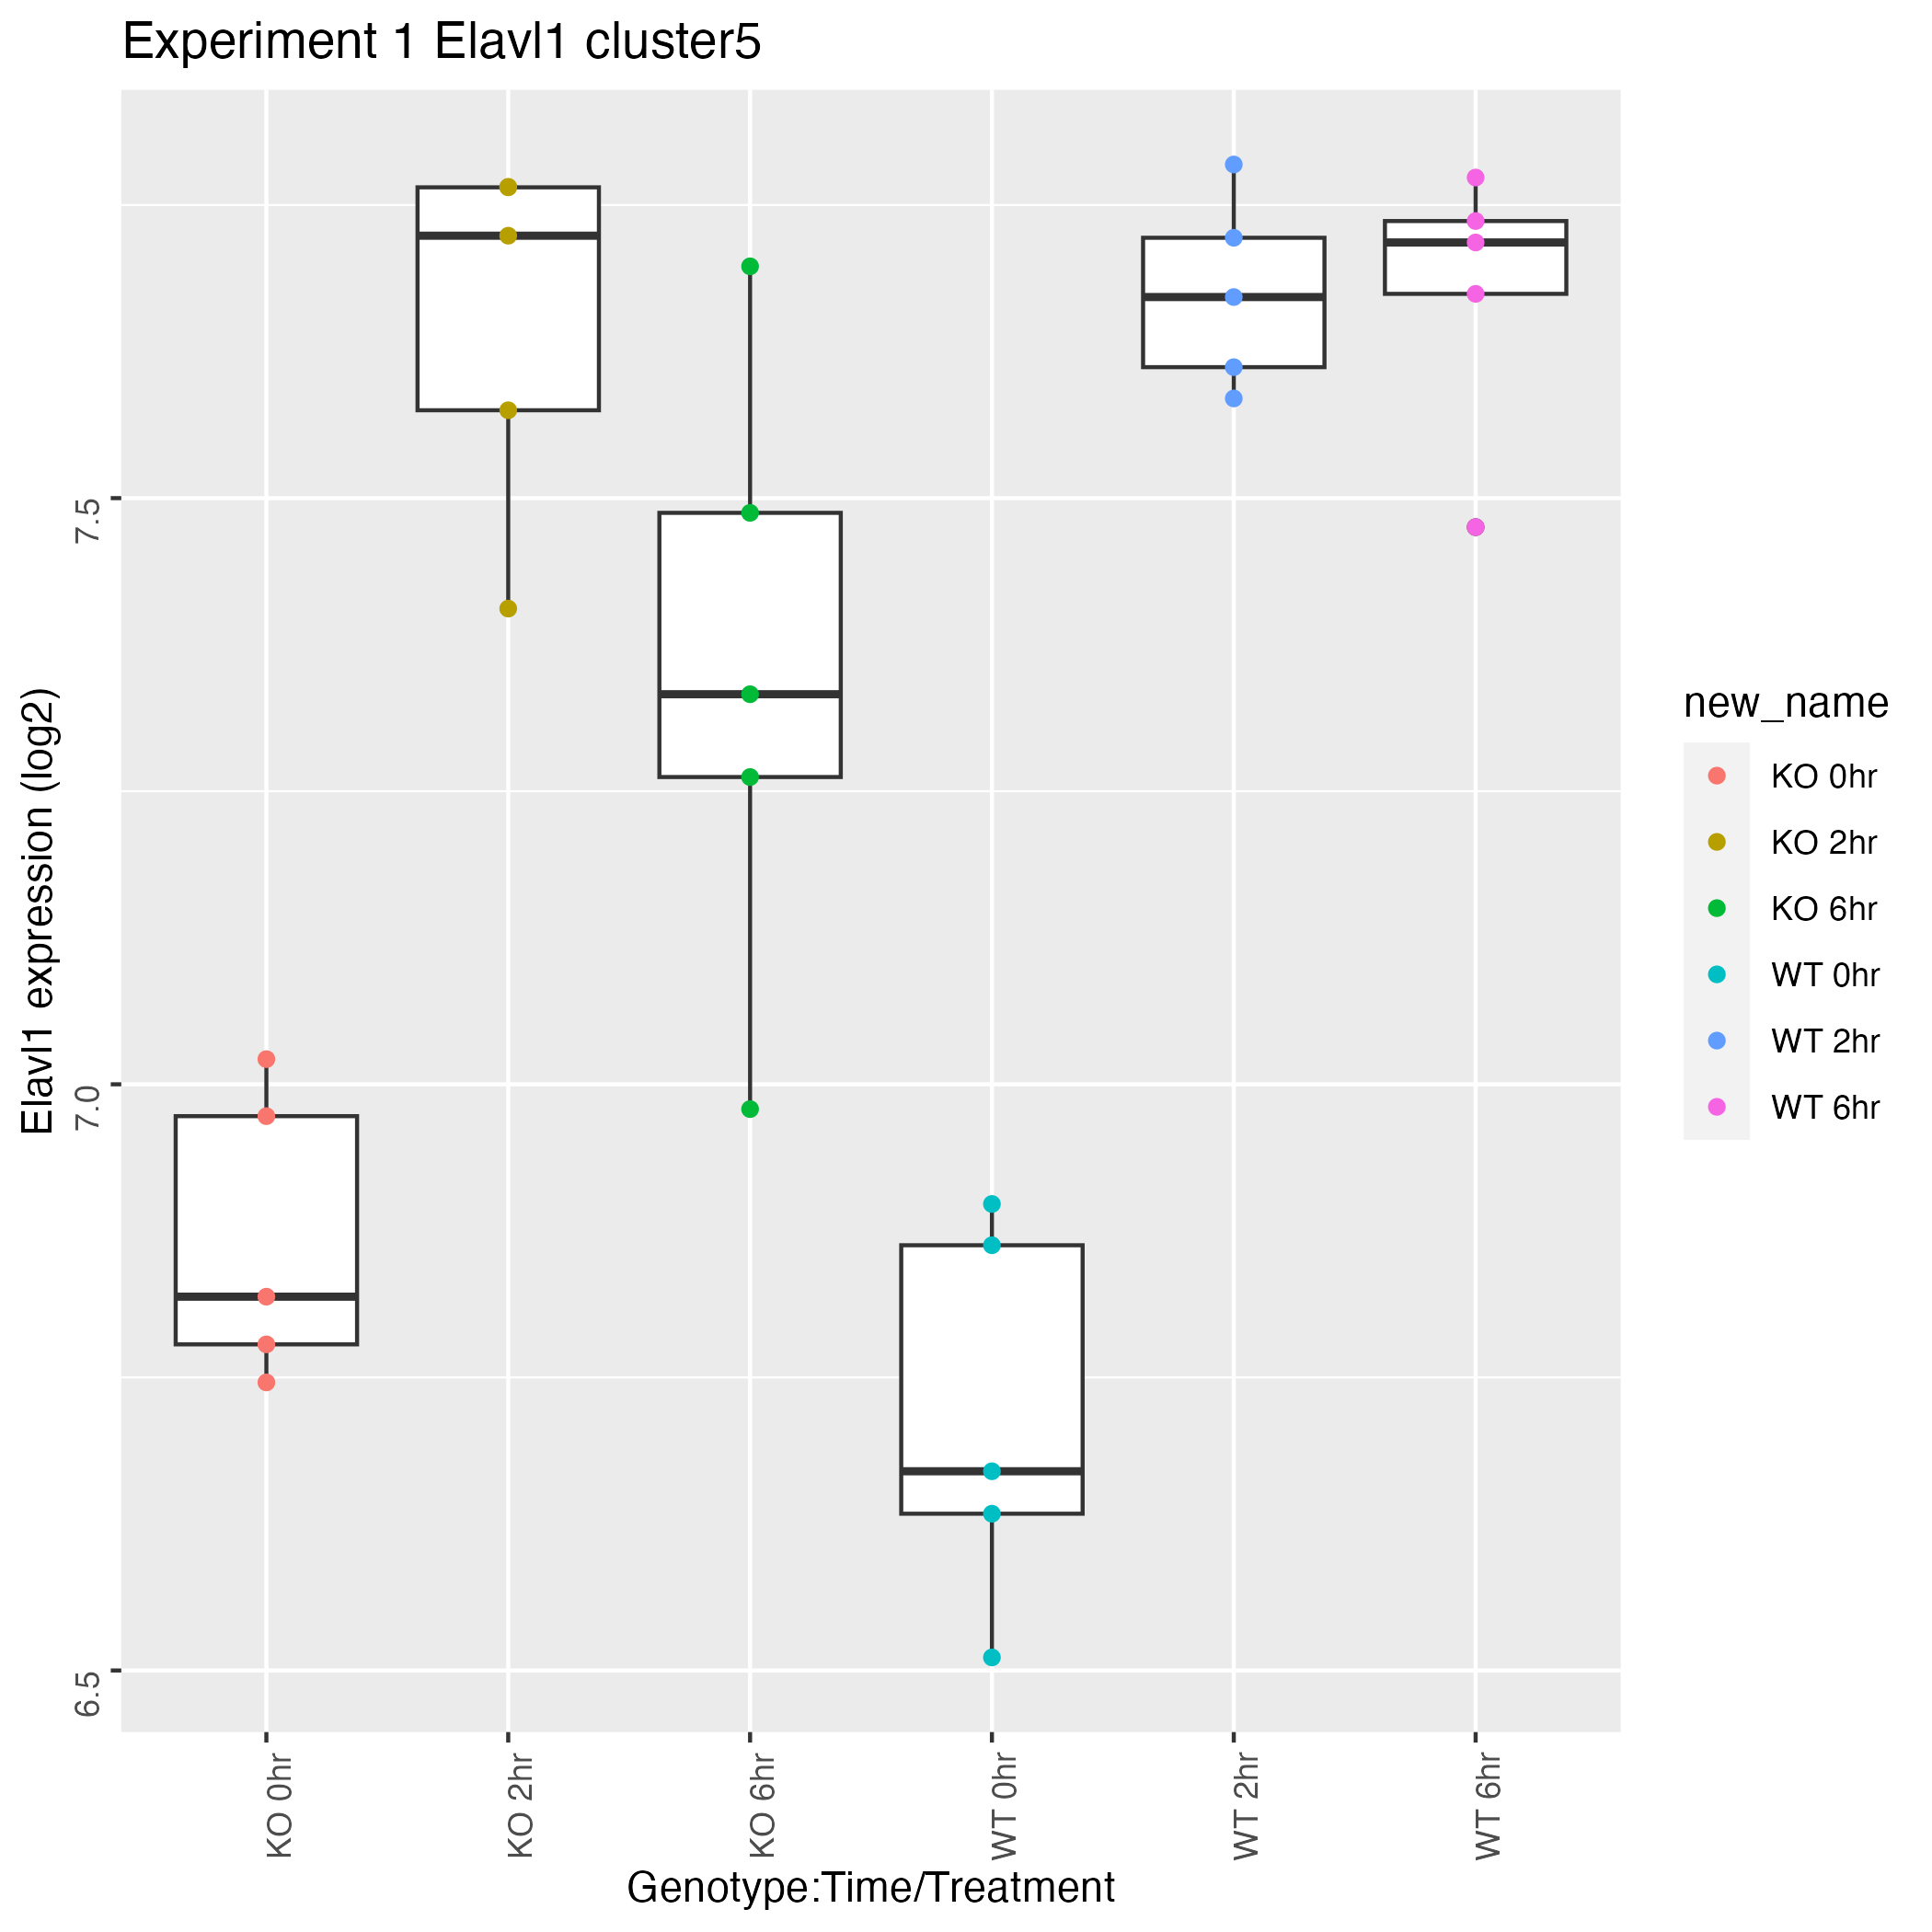 Experiment 1 Elavl1 cluster5
Elavl1 expression (log2)
7.5
7.0
6.5
KO 0hr
KO 2hr
KO 6hr
WT 0hr
WT 2hr
WT 6hr
Genotype:Time/Treatment
new_name
KO 0hr
KO 2hr
KO 6hr
WT 0hr
WT 2hr
WT 6hr